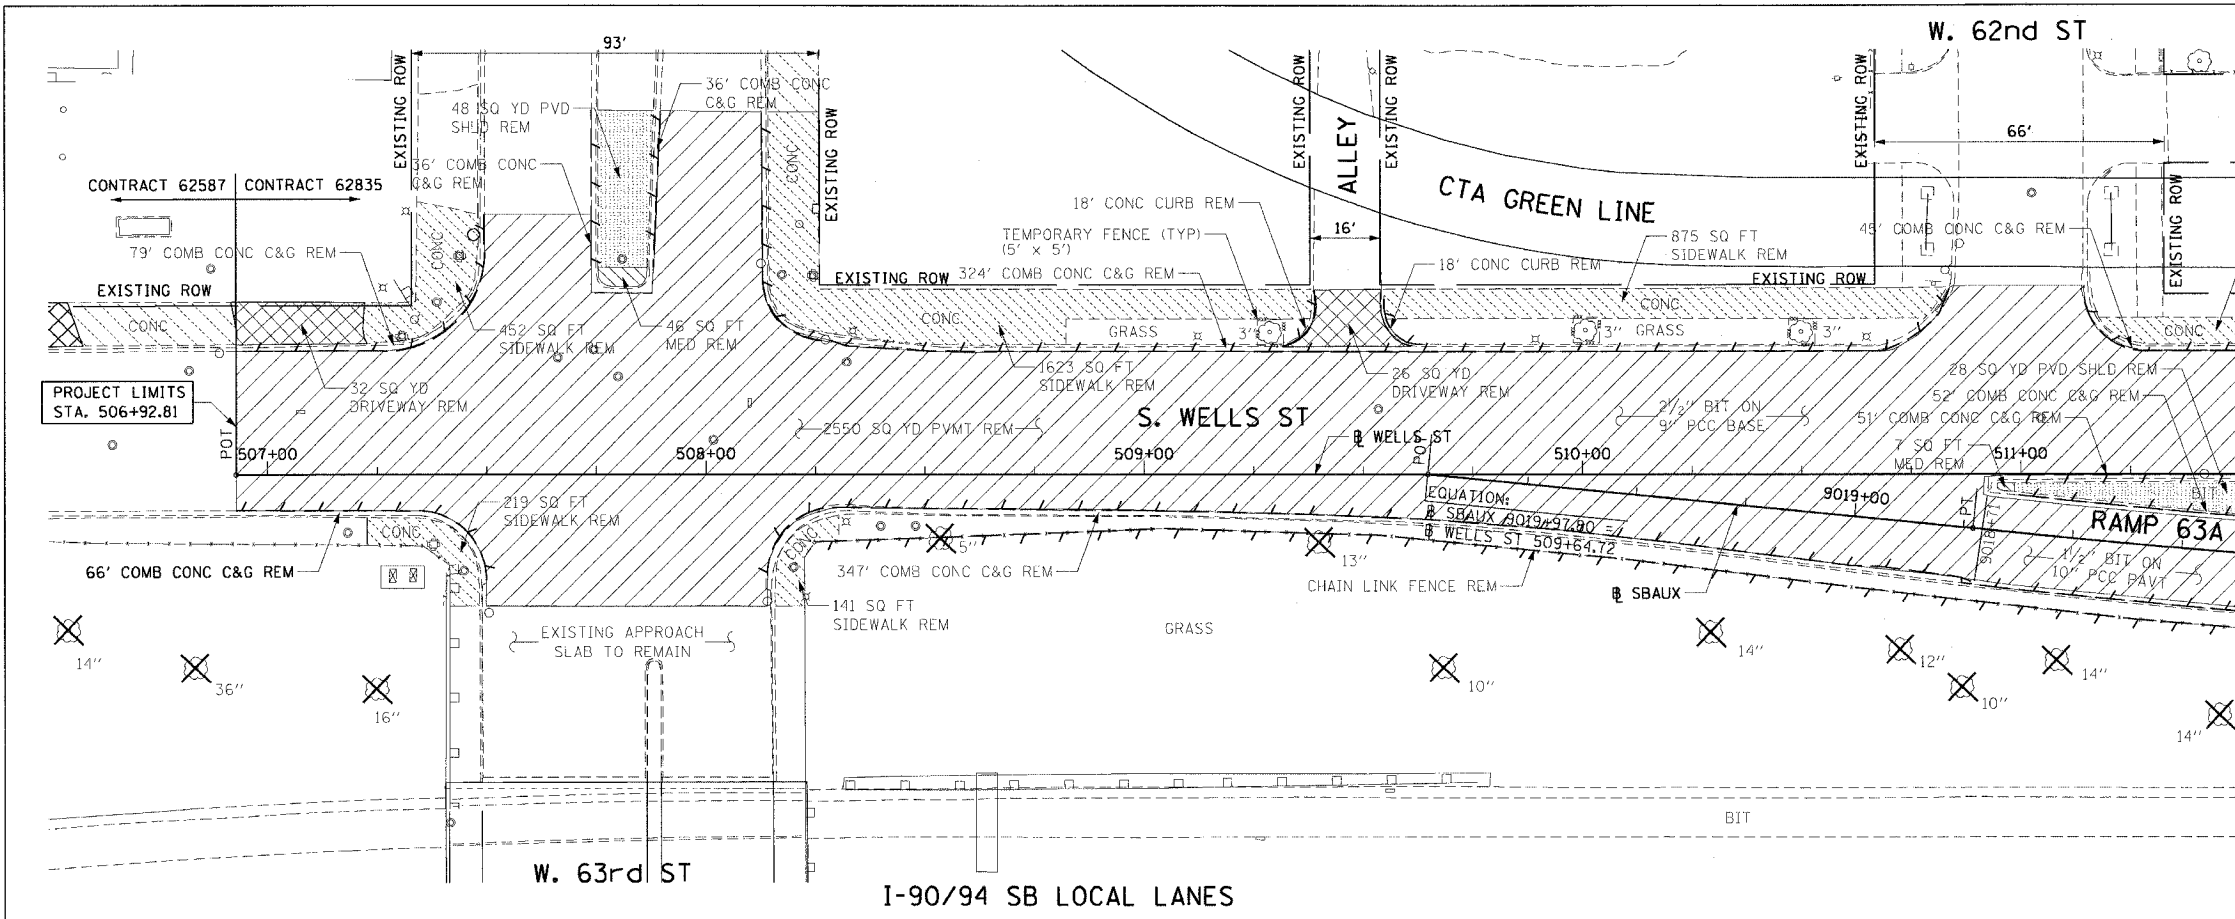 W. 62nd ST
93'
EXISTING ROW
36' COMB CONC
C&G REM
48 SQ YD PVD
SHLD REM
36' COMB CONC
C&G REM
CONC
EXISTING ROW
EXISTING ROW
ALLEY
EXISTING ROW
EXISTING ROW
66'
CONTRACT 62587
CONTRACT 62835
CTA GREEN LINE
18' CONC CURB REM
16'
TEMPORARY FENCE (TYP)
(5' x 5')
875 SQ FT
SIDEWALK REM
COMB CONC C&G REM
EXISTING ROW
79' COMB CONC C&G REM
CONC
EXISTING ROW
324' COMB CONC C&G REM
18' CONC CURB REM
EXISTING ROW
EXISTING ROW
CONC
CONC
CONC
CONC
452 SQ FT
SIDEWALK REM
46 SQ FT
MED REM
GRASS
3"
3"
GRASS
3"
PROJECT LIMITS
STA. 506+92.81
32 SQ YD
DRIVEWAY REM
1623 SQ FT
SIDEWALK REM
26 SQ YD
DRIVEWAY REM
28 SQ YD PVD SHLD REM
52' COMB CONC C&G REM
51' COMB CONC C&G REM
S. WELLS ST
2 1/2" BIT ON
9" PCC BASE
2550 SQ YD PVMT REM
POT
507+00
508+00
509+00
℄ WELLS ST
POT
510+00
7 SQ FT
MED REM
511+00
EQUATION:
℄ SBAUX 9019+97.80 =
℄ WELLS ST 509+64.72
9019+00
BIT
RAMP 63A
219 SQ FT
SIDEWALK REM
CONC
CONC
15"
13"
PT
1 1/2" BIT ON
10" PCC PAVT
66' COMB CONC C&G REM
347' COMB CONC C&G REM
CHAIN LINK FENCE REM
℄ SBAUX
141 SQ FT
SIDEWALK REM
GRASS
EXISTING APPROACH
SLAB TO REMAIN
14"
36"
16"
10"
14"
12"
10"
14"
14"
BIT
W. 63rd ST
I-90/94 SB LOCAL LANES